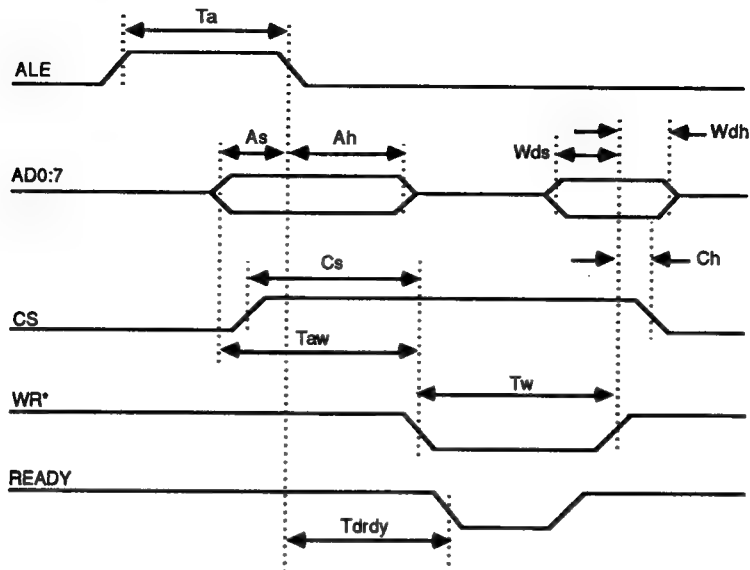 Ta
ALE
As
Ah
Wds
Wdh
AD0:7
Cs
Ch
CS
Taw
Tw
WR*
READY
Tdrdy